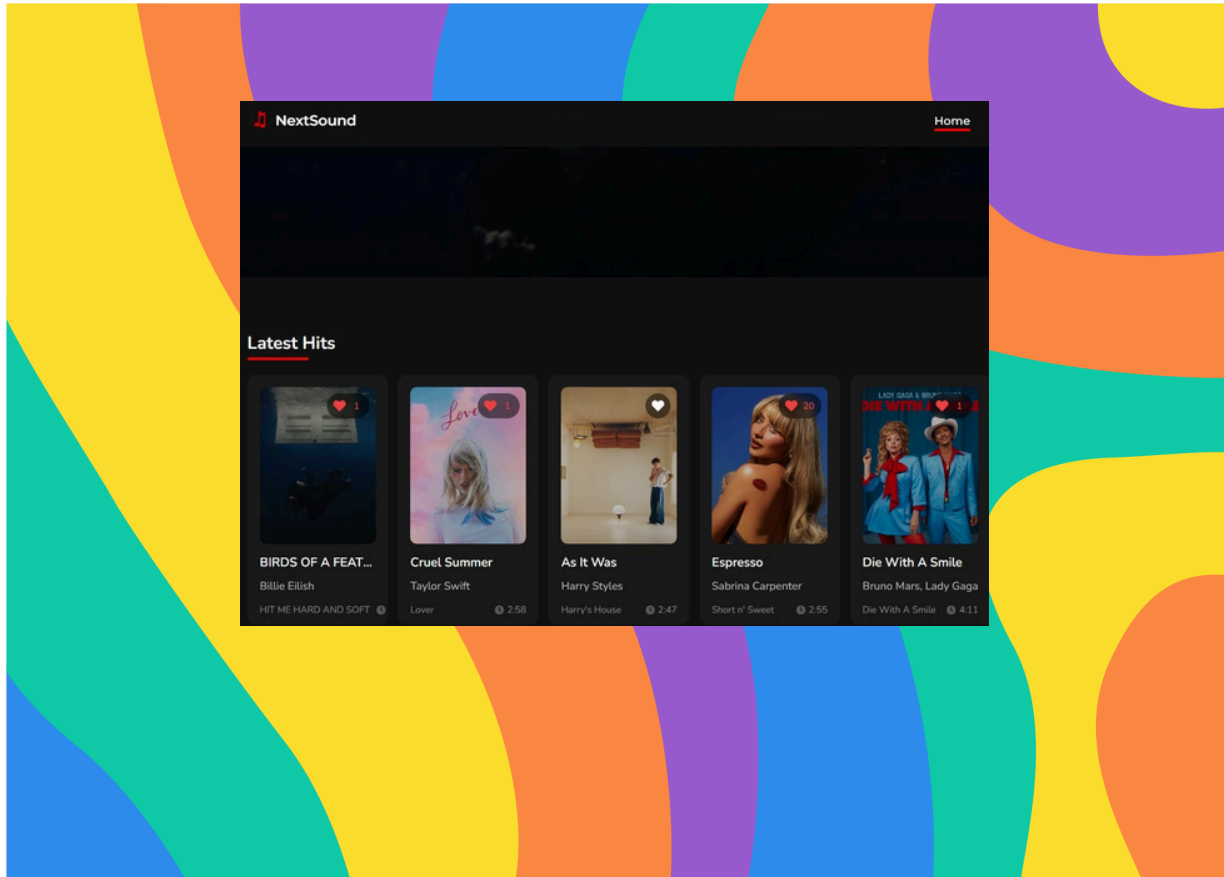 NextSound
Home
Latest Hits
1
1
20
1
Love
LADY GAGA & BRUNO
DIE WITH A
BIRDS OF A FEAT...
Cruel Summer
As It Was
Espresso
Die With A Smile
Billie Eilish
Taylor Swift
Harry Styles
Sabrina Carpenter
Bruno Mars, Lady Gaga
HIT ME HARD AND SOFT
Lover
2:58
Harry's House
2:47
Short n' Sweet
2:55
Die With A Smile
4:11